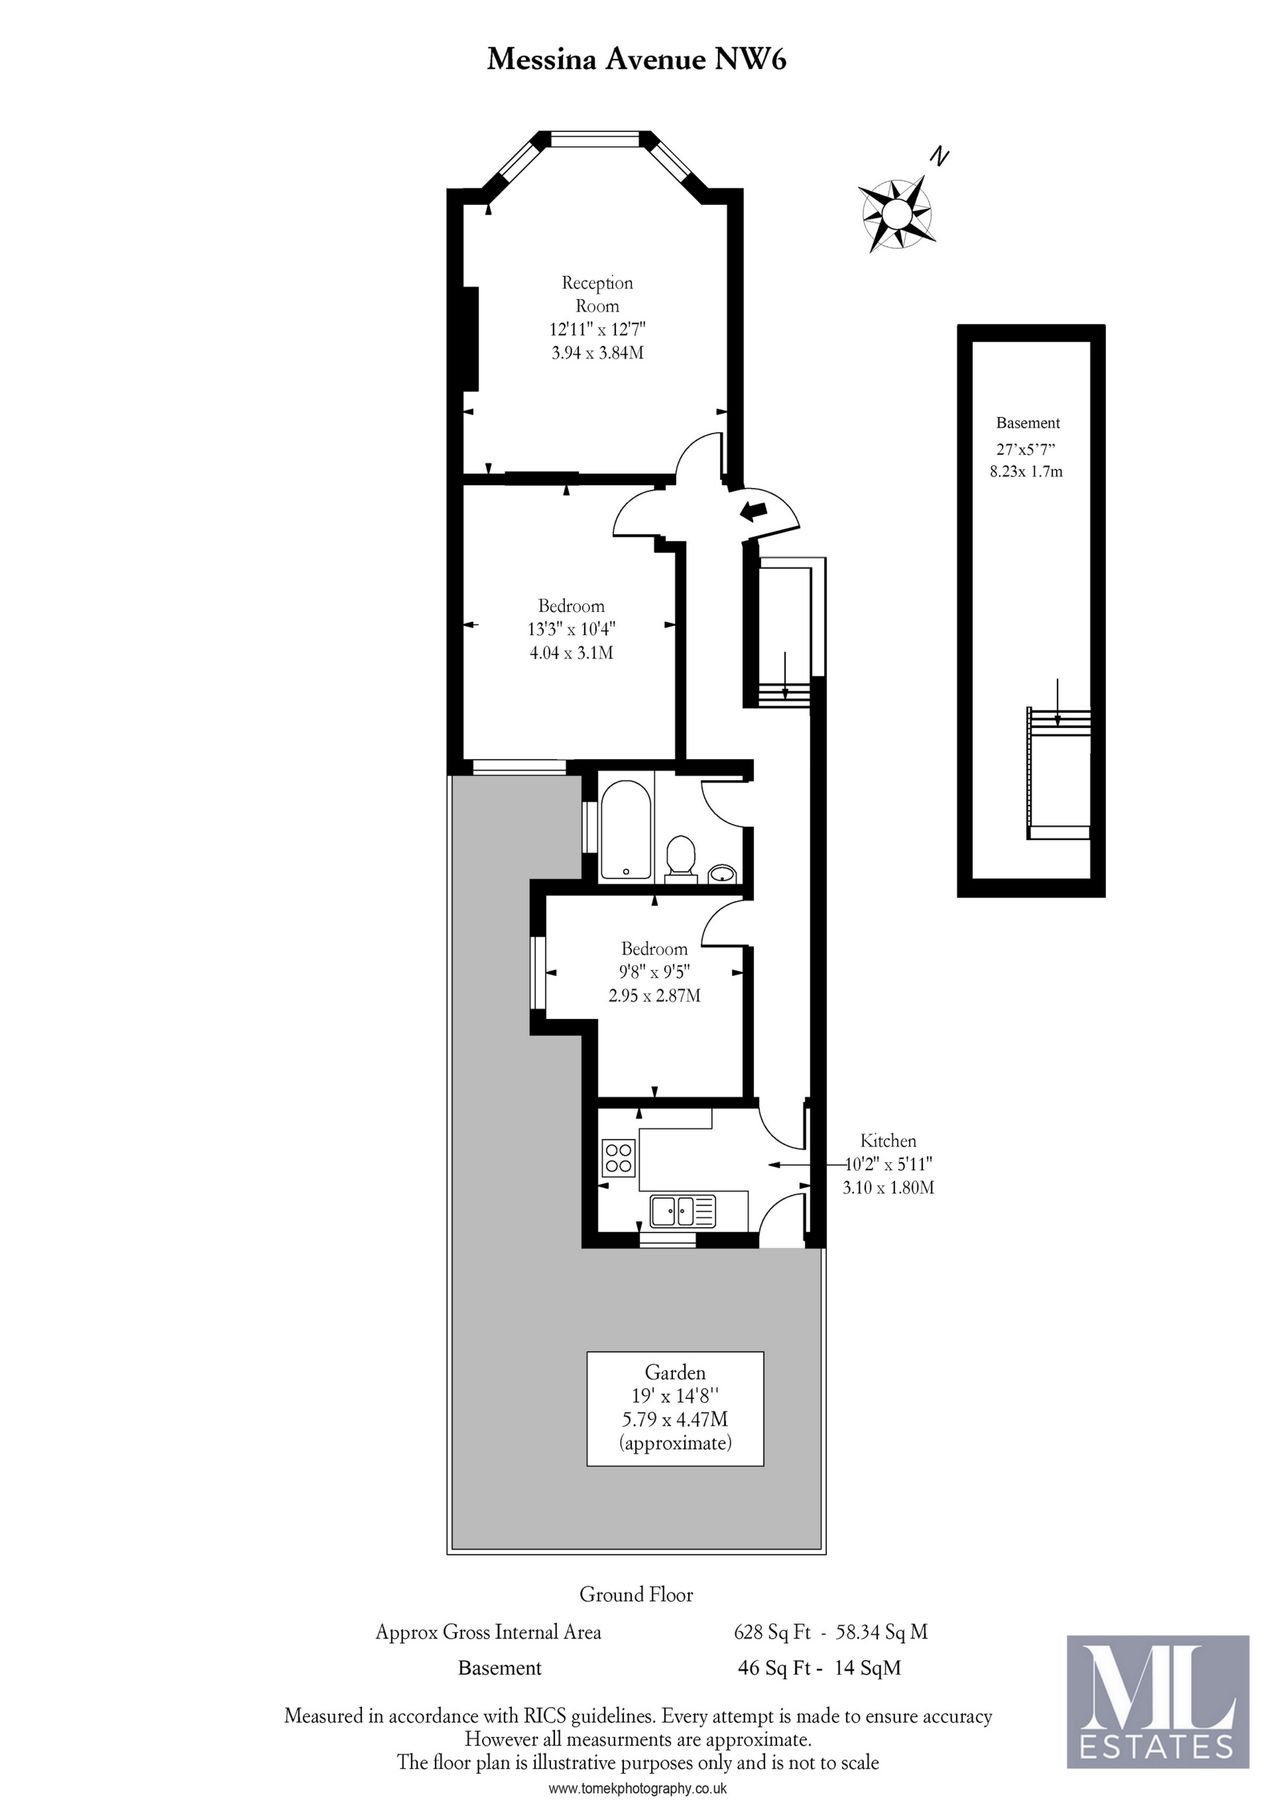 Messina Avenue NW6
N
Reception
Room
12'11" x 12'7"
3.94 x 3.84M
Basement
27'x5'7"
8.23x 1.7m
Bedroom
13'3" x 10'4"
4.04 x 3.1M
Bedroom
9'8" x 9'5"
2.95 x 2.87M
Kitchen
10'2" x 5'11"
3.10 x 1.80M
Garden
19' x 14'8''
5.79 x 4.47M
(approximate)
Ground Floor
Approx Gross Internal Area 628 Sq Ft - 58.34 Sq M
Basement 46 Sq Ft - 14 SqM
Measured in accordance with RICS guidelines. Every attempt is made to ensure accuracy
However all measurments are approximate.
The floor plan is illustrative purposes only and is not to scale
www.tomekphotography.co.uk
ML
ESTATES